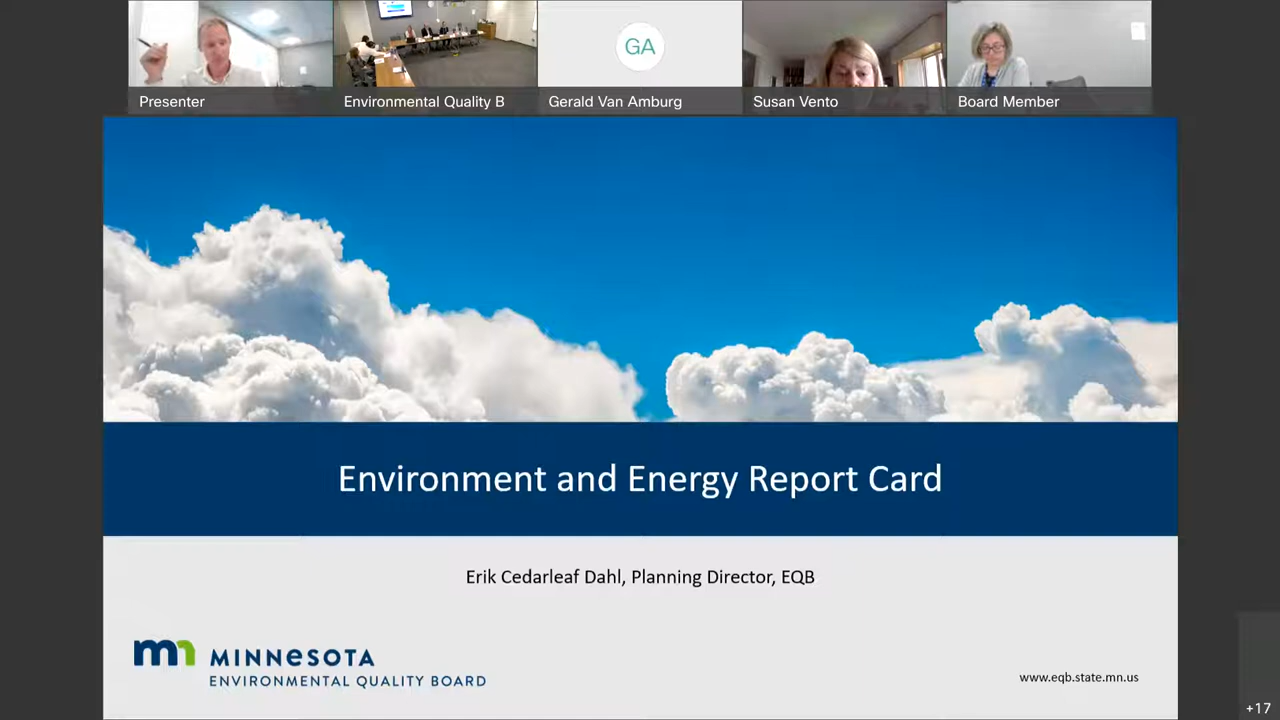 GA
Presenter
Environmental Quality B
Gerald Van Amburg
Susan Vento
Board Member
Environment and Energy Report Card
Erik Cedarleaf Dahl, Planning Director, EQB
mn MINNESOTA
ENVIRONMENTAL QUALITY BOARD
www.eqb.state.mn.us
+17